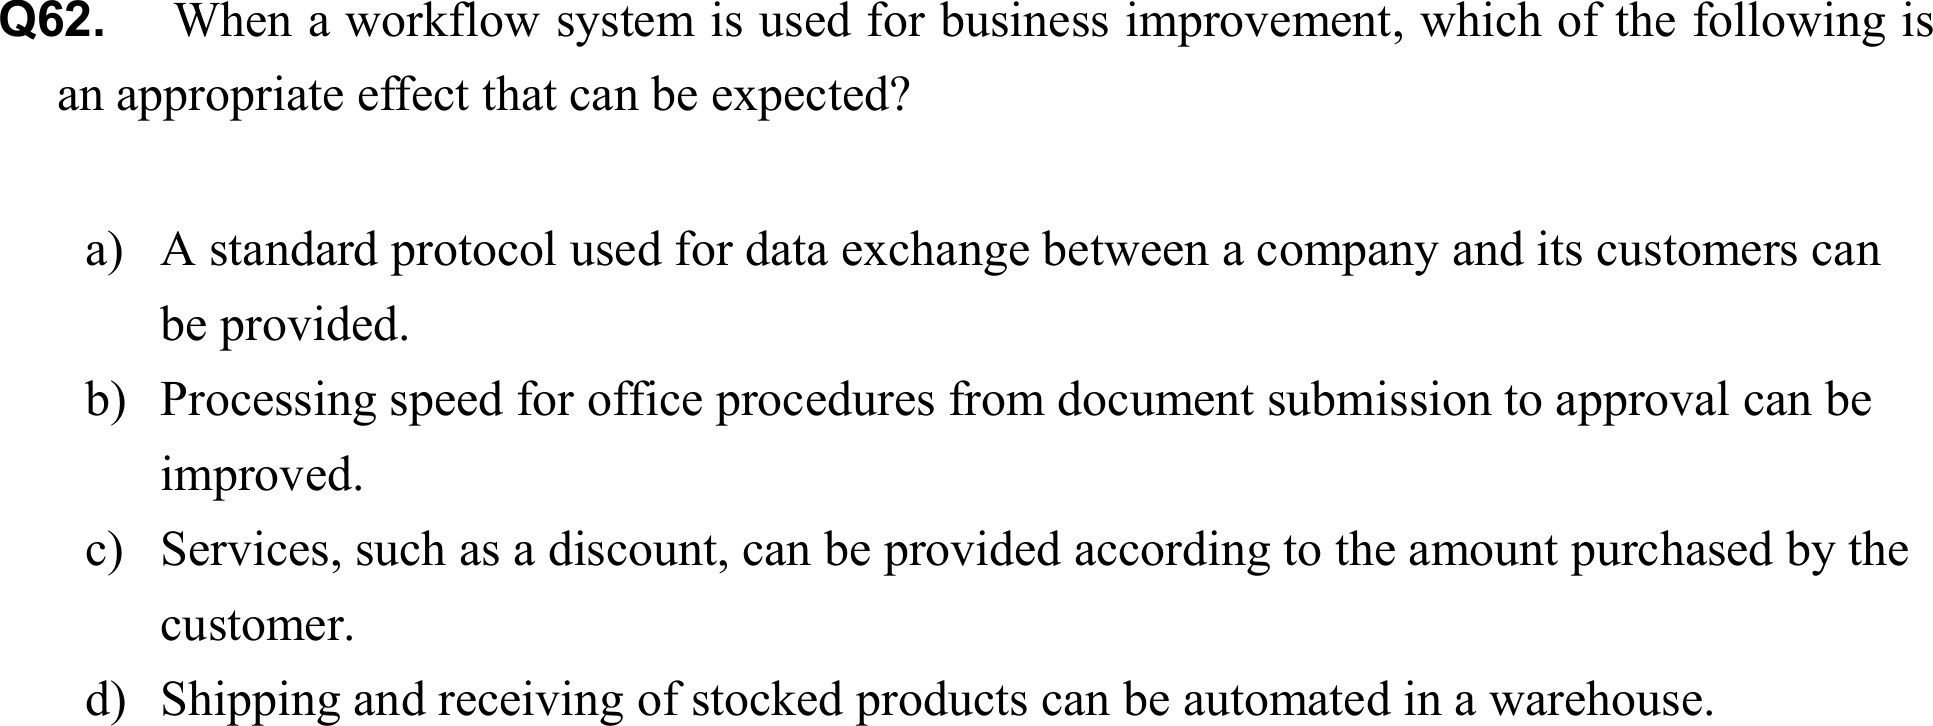 Q62. When a workflow system is used for business improvement, which of the following is
an appropriate effect that can be expected?
a) A standard protocol used for data exchange between a company and its customers can
be provided.
b) Processing speed for office procedures from document submission to approval can be
improved.
c) Services, such as a discount, can be provided according to the amount purchased by the
customer.
d) Shipping and receiving of stocked products can be automated in a warehouse.